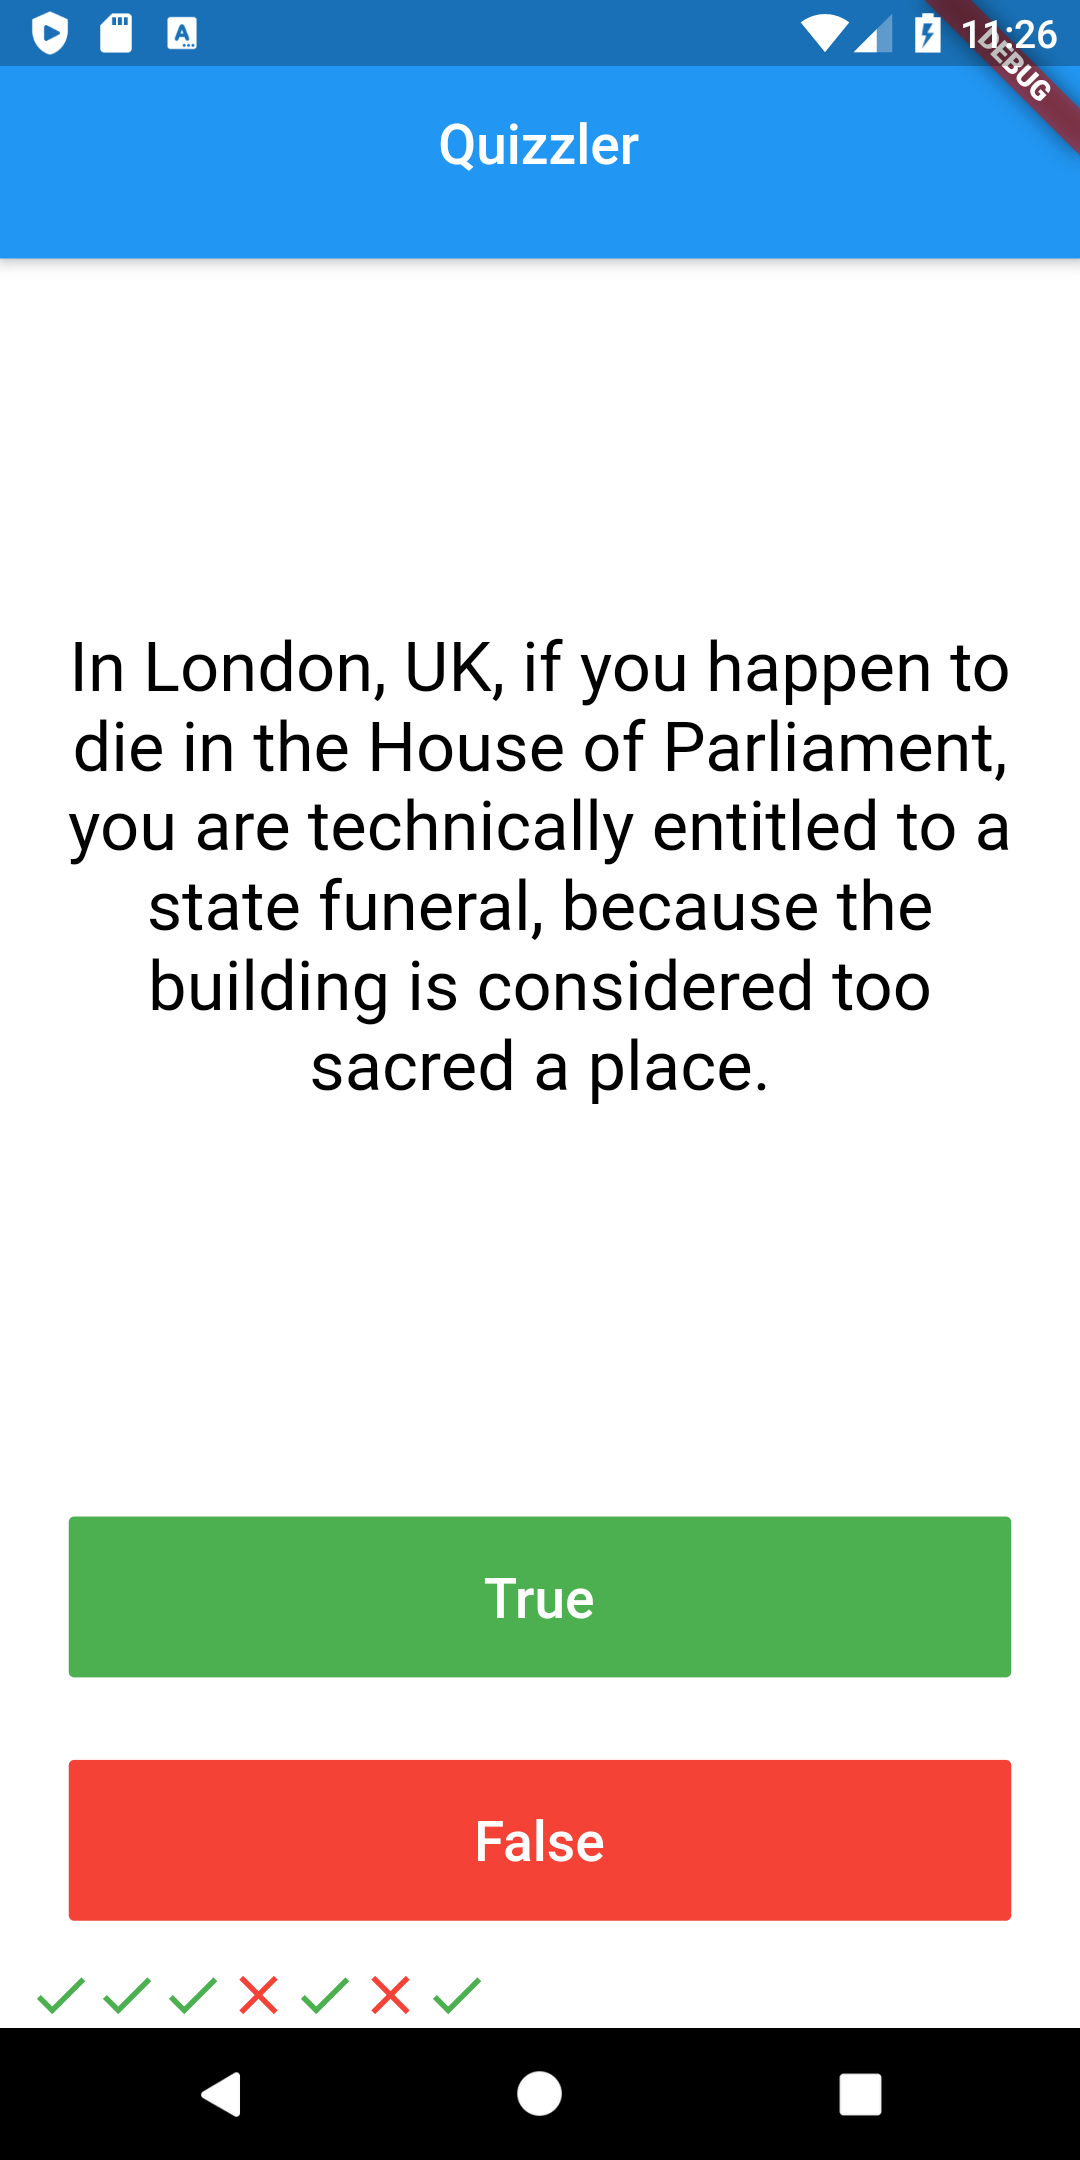 11:26
DEBUG
Quizzler
In London, UK, if you happen to
die in the House of Parliament,
you are technically entitled to a
state funeral, because the
building is considered too
sacred a place.
True
False